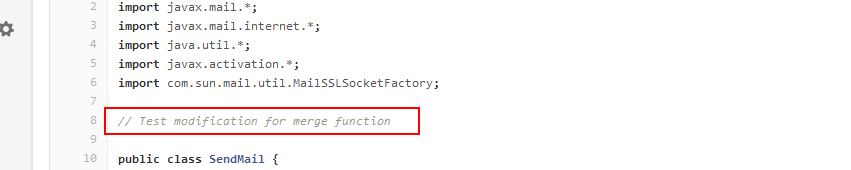 2 import javax.mail.*;
3 import javax.mail.internet.*;
4 import java.util.*;
5 import javax.activation.*;
6 import com.sun.mail.util.MailSSLSocketFactory;
7
8 // Test modification for merge function
9
10 public class SendMail {